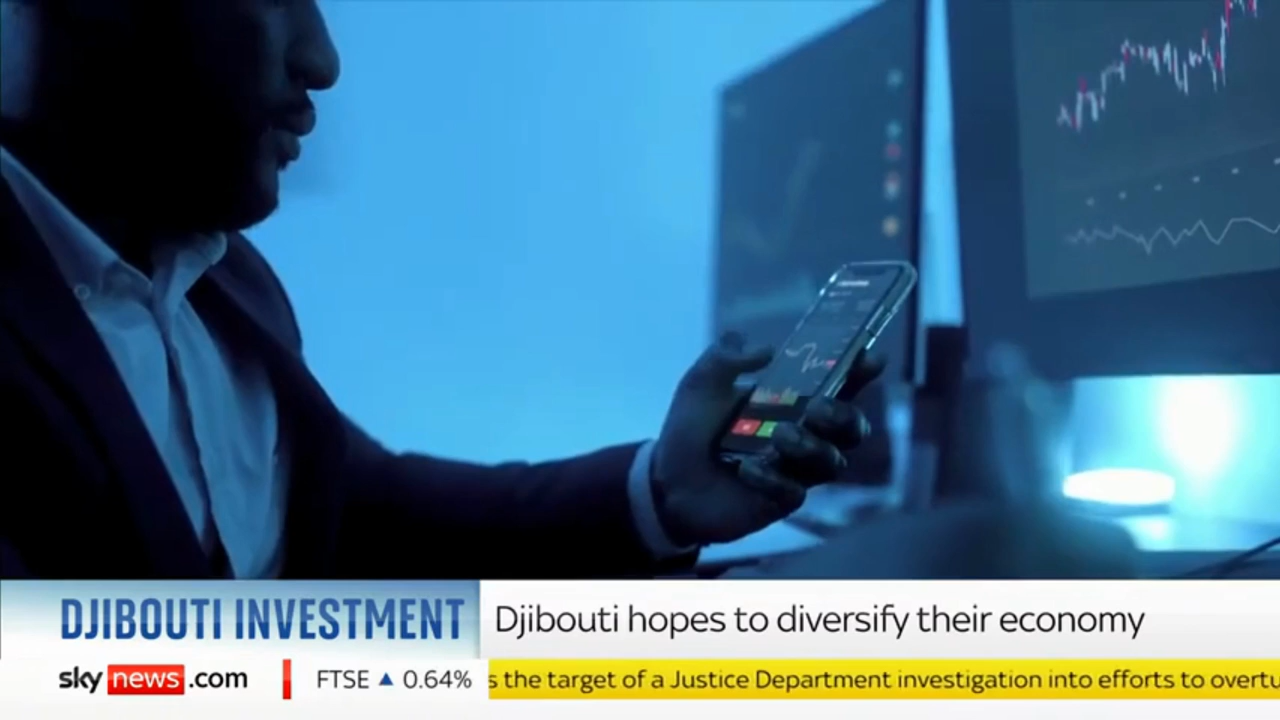 DJIBOUTI INVESTMENT
Djibouti hopes to diversify their economy
sky news .com
FTSE ▲ 0.64%
s the target of a Justice Department investigation into efforts to overtu